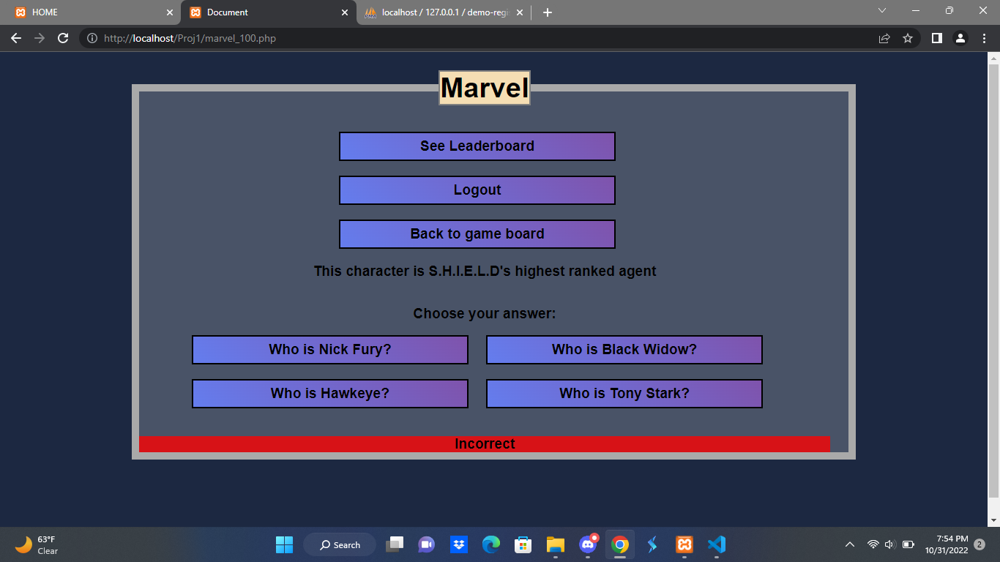 HOME
Document
localhost / 127.0.0.1 / demo-regi
http://localhost/Proj1/marvel_100.php
Marvel
See Leaderboard
Logout
Back to game board
This character is S.H.I.E.L.D's highest ranked agent
Choose your answer:
Who is Nick Fury?
Who is Black Widow?
Who is Hawkeye?
Who is Tony Stark?
Incorrect
63°F
Clear
Search
7:54 PM
10/31/2022
2